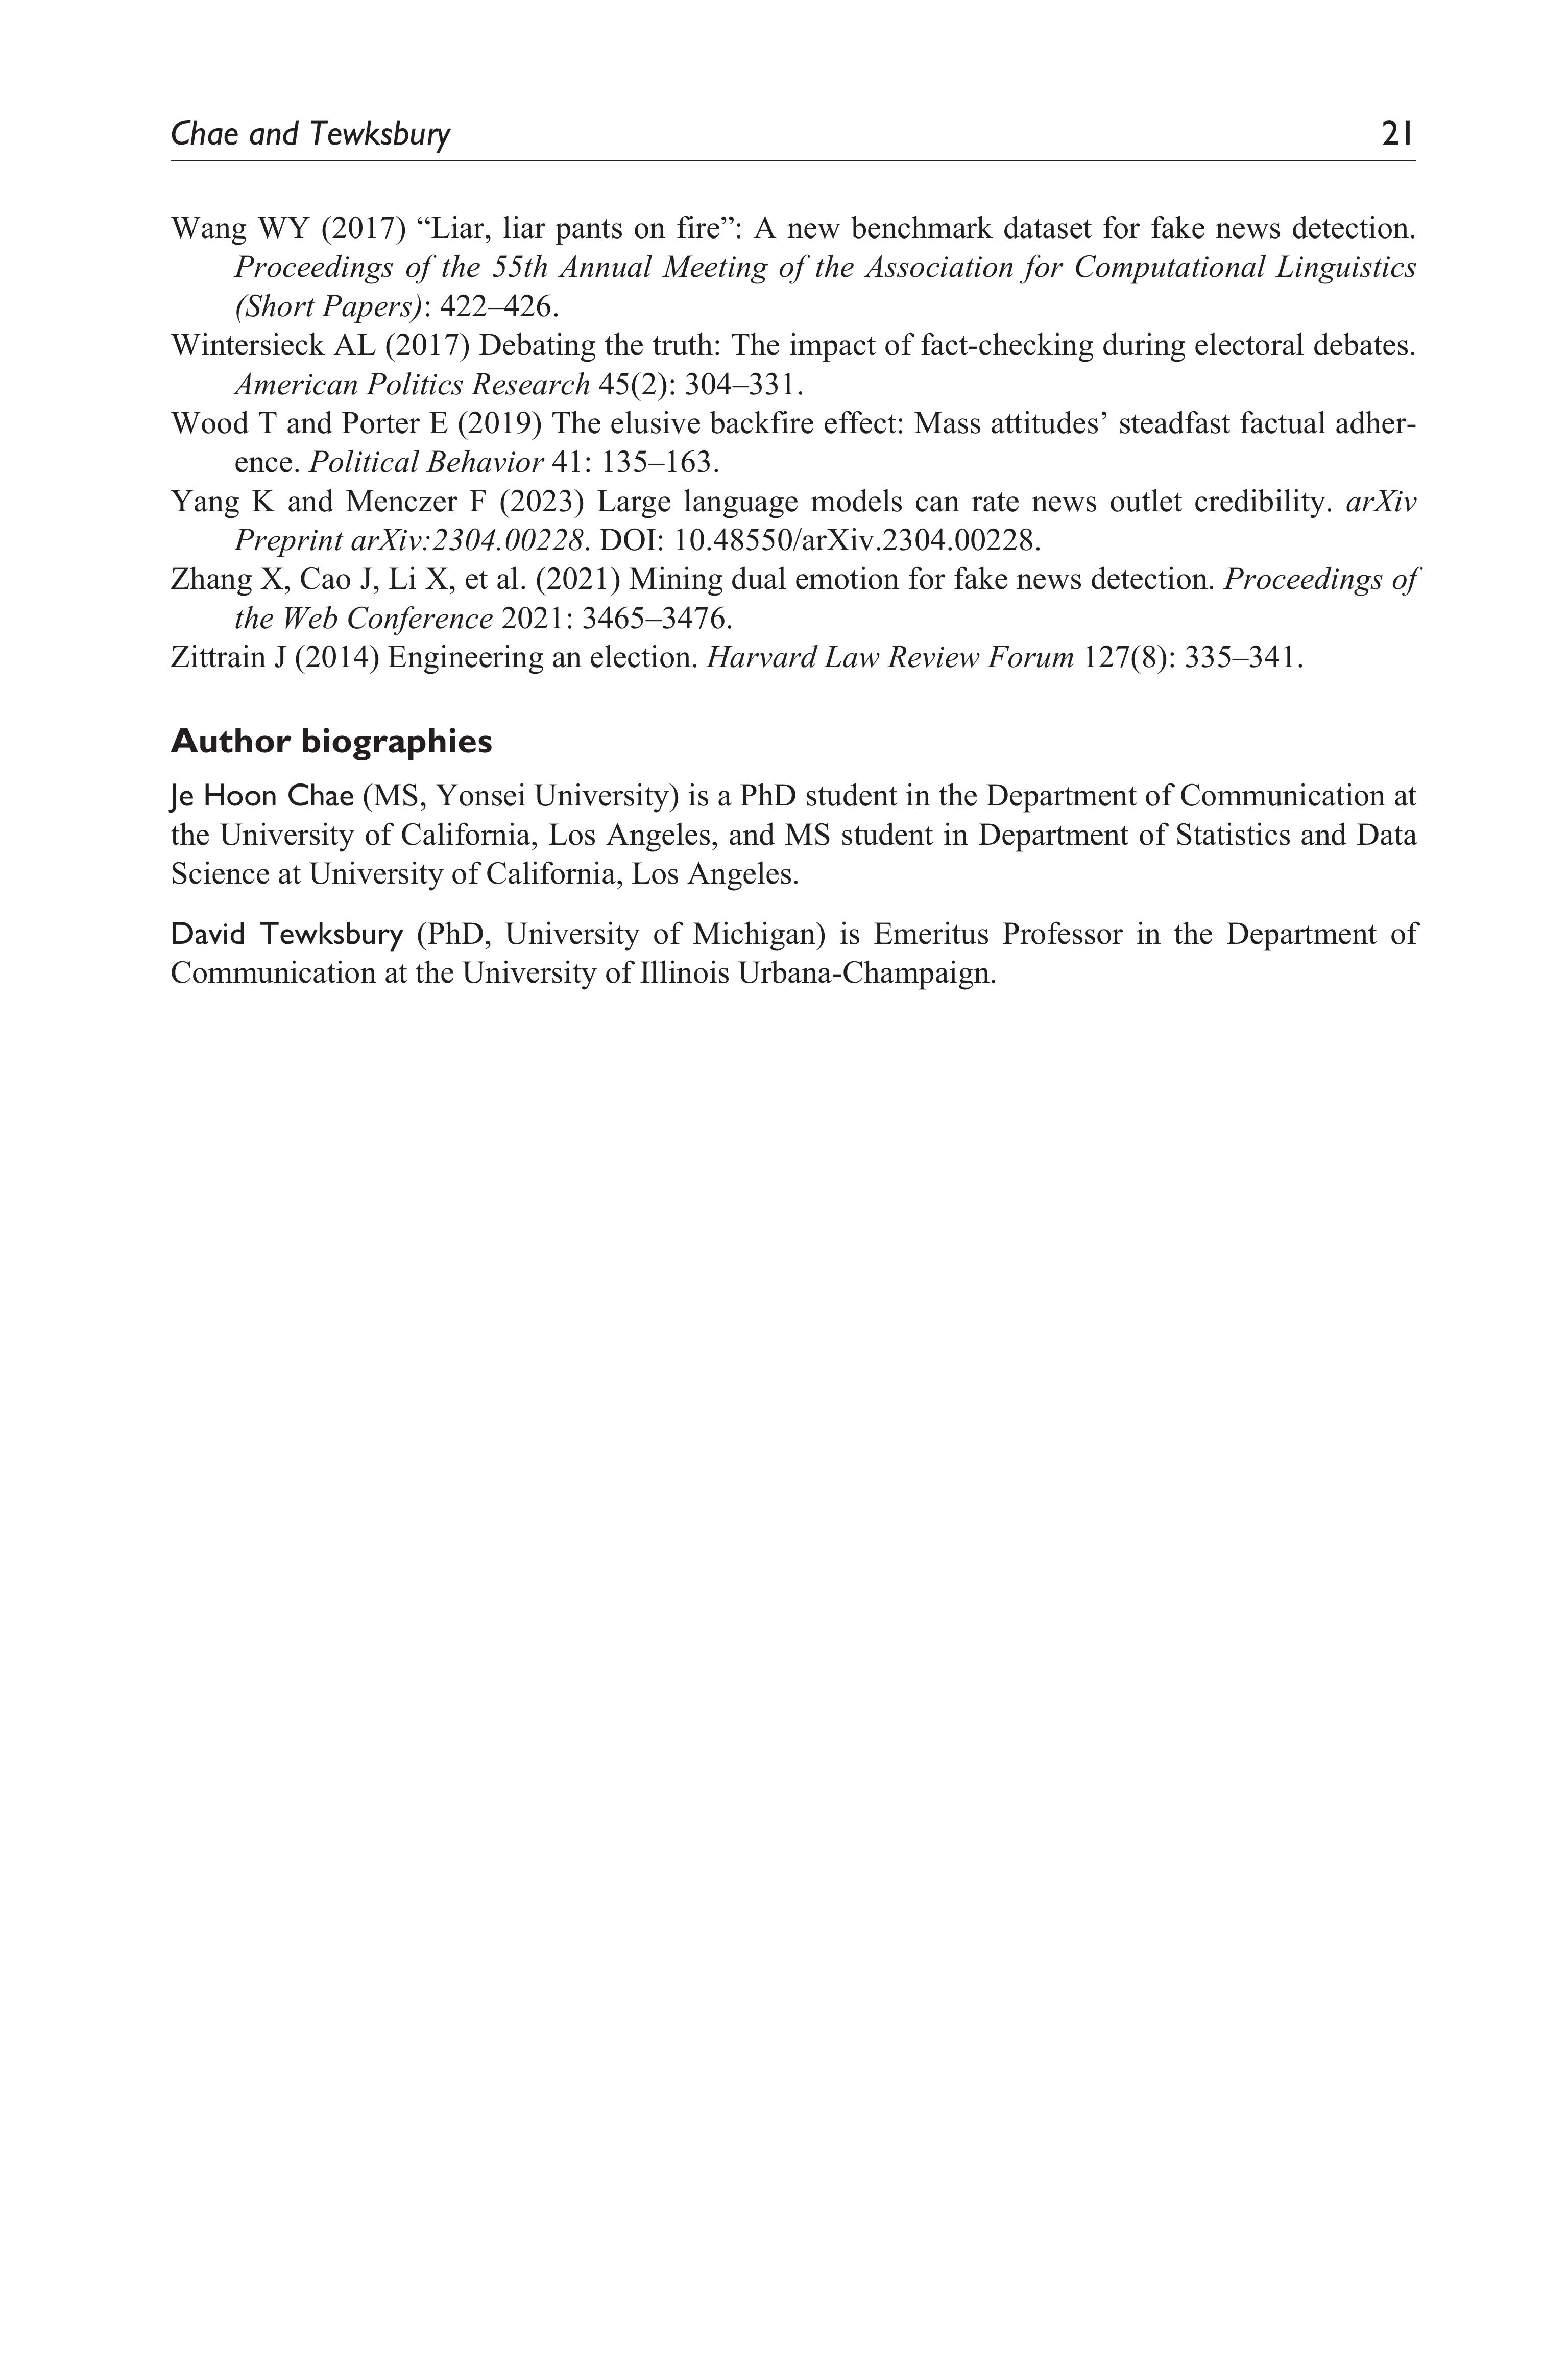 Chae and Tewksbury 21
Wang WY (2017) “Liar, liar pants on fire”: A new benchmark dataset for fake news detection.
Proceedings of the 55th Annual Meeting of the Association for Computational Linguistics
(Short Papers): 422–426.
Wintersieck AL (2017) Debating the truth: The impact of fact-checking during electoral debates.
American Politics Research 45(2): 304–331.
Wood T and Porter E (2019) The elusive backfire effect: Mass attitudes’ steadfast factual adher-
ence. Political Behavior 41: 135–163.
Yang K and Menczer F (2023) Large language models can rate news outlet credibility. arXiv
Preprint arXiv:2304.00228. DOI: 10.48550/arXiv.2304.00228.
Zhang X, Cao J, Li X, et al. (2021) Mining dual emotion for fake news detection. Proceedings of
the Web Conference 2021: 3465–3476.
Zittrain J (2014) Engineering an election. Harvard Law Review Forum 127(8): 335–341.
Author biographies
Je Hoon Chae (MS, Yonsei University) is a PhD student in the Department of Communication at
the University of California, Los Angeles, and MS student in Department of Statistics and Data
Science at University of California, Los Angeles.
David Tewksbury (PhD, University of Michigan) is Emeritus Professor in the Department of
Communication at the University of Illinois Urbana-Champaign.